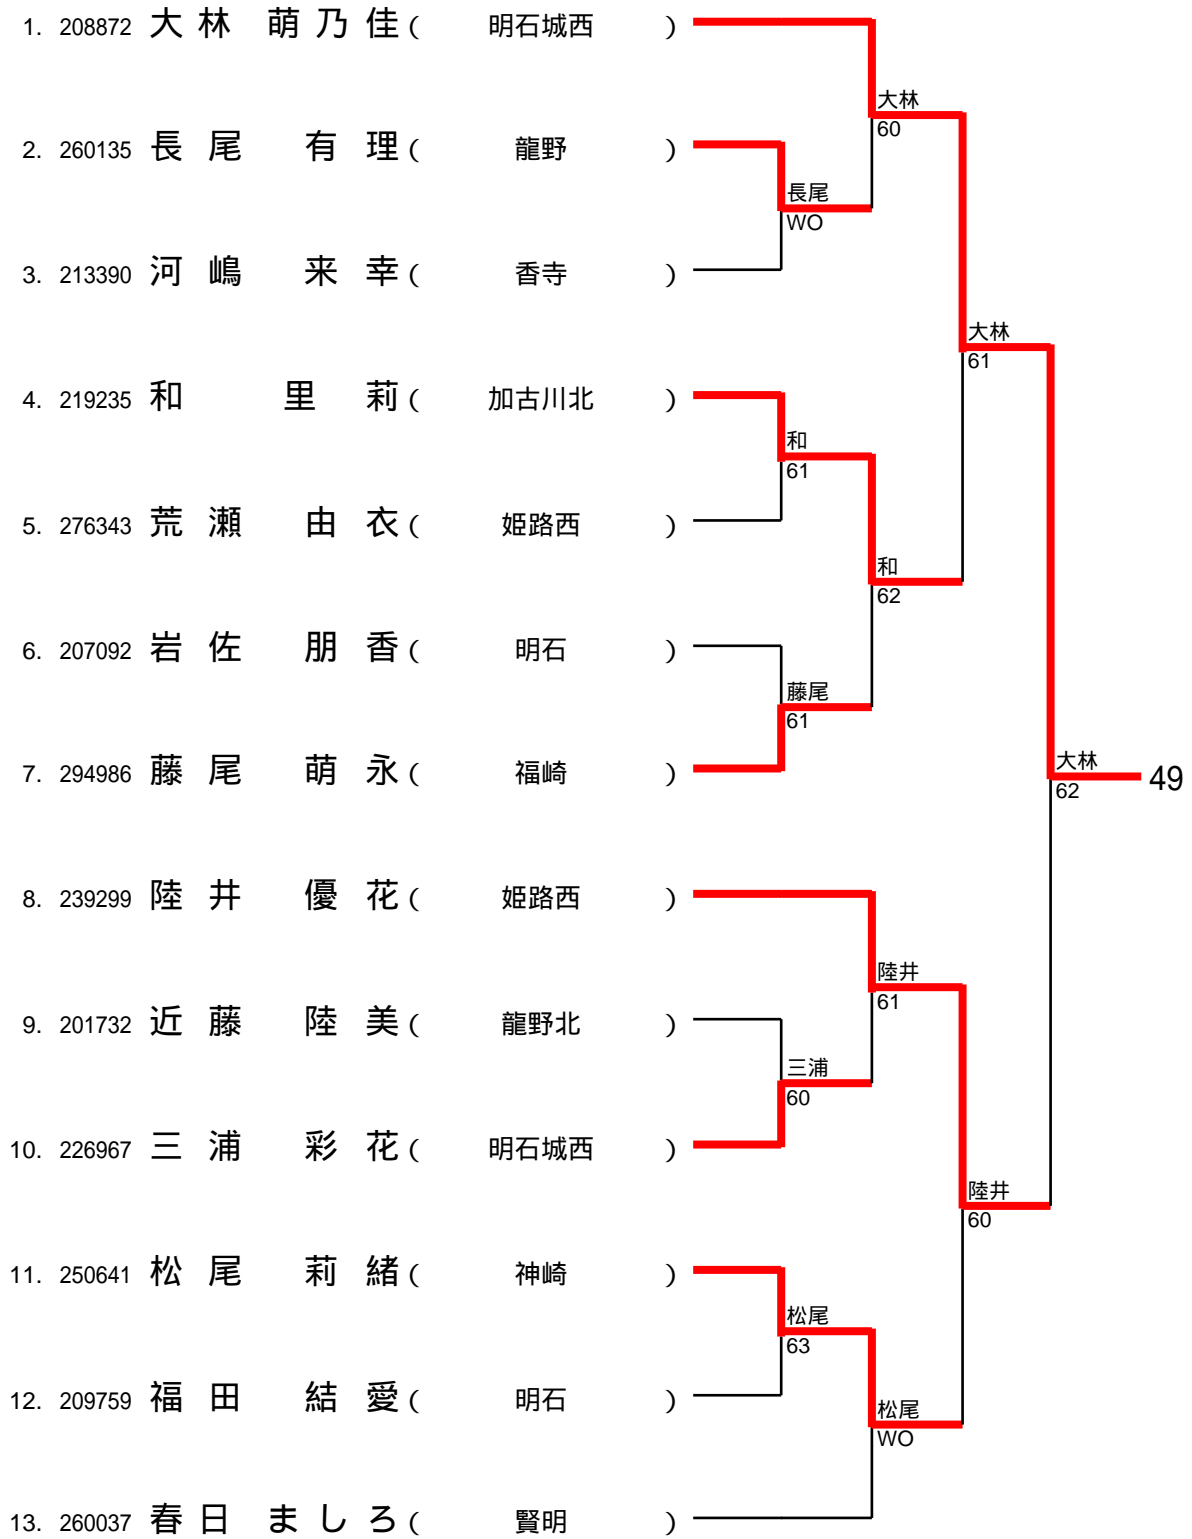 1. 208872 大林 萌乃佳 ( 明石城西 )
大林
60
2. 260135 長尾 有理 ( 龍野 )
長尾
WO
3. 213390 河嶋 来幸 ( 香寺 )
大林
61
4. 219235 和 里莉 ( 加古川北 )
和
61
5. 276343 荒瀬 由衣 ( 姫路西 )
和
62
6. 207092 岩佐 朋香 ( 明石 )
藤尾
61
7. 294986 藤尾 萌永 ( 福崎 )
大林
62
49
8. 239299 陸井 優花 ( 姫路西 )
陸井
61
9. 201732 近藤 陸美 ( 龍野北 )
三浦
60
10. 226967 三浦 彩花 ( 明石城西 )
陸井
60
11. 250641 松尾 莉緒 ( 神崎 )
松尾
63
12. 209759 福田 結愛 ( 明石 )
松尾
WO
13. 260037 春日 ましろ ( 賢明 )